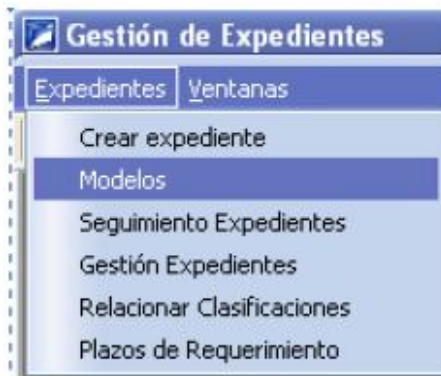 Gestión de Expedientes
Expedientes Ventanas
Crear expediente
Modelos
Seguimiento Expedientes
Gestión Expedientes
Relacionar Clasificaciones
Plazos de Requerimiento